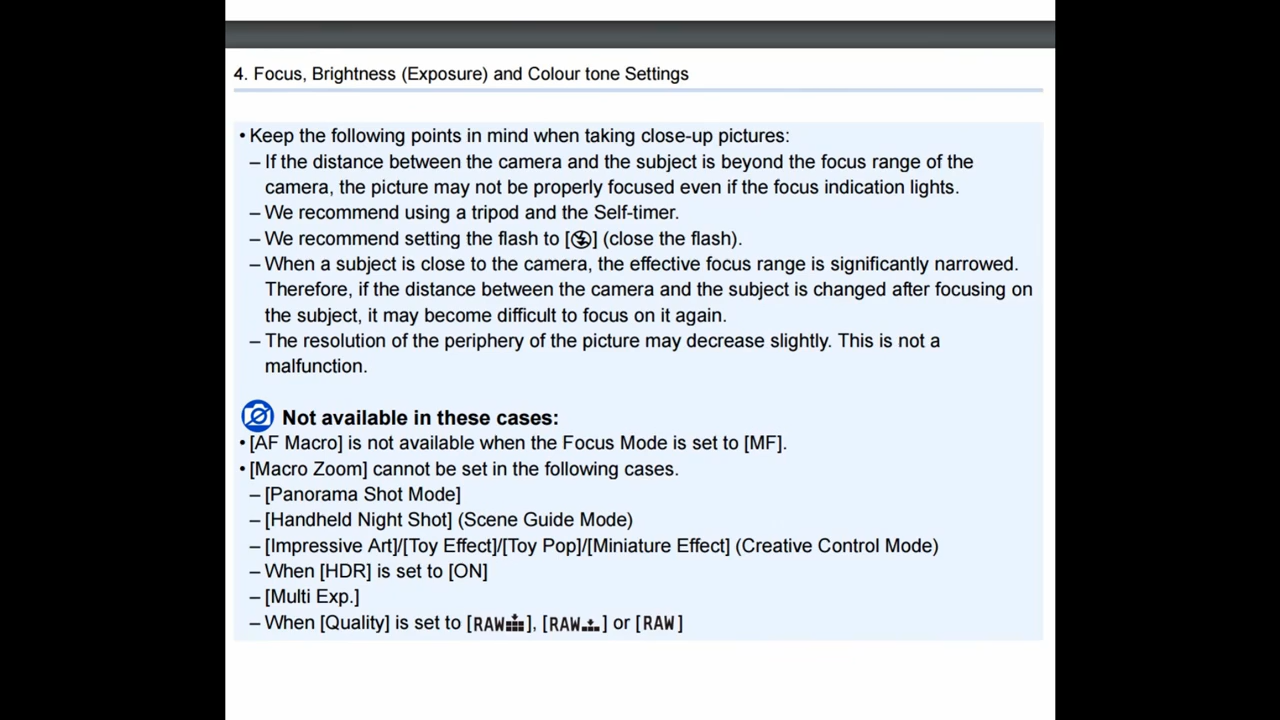 4. Focus, Brightness (Exposure) and Colour tone Settings
• Keep the following points in mind when taking close-up pictures:
– If the distance between the camera and the subject is beyond the focus range of the
camera, the picture may not be properly focused even if the focus indication lights.
– We recommend using a tripod and the Self-timer.
– We recommend setting the flash to [] (close the flash).
– When a subject is close to the camera, the effective focus range is significantly narrowed.
Therefore, if the distance between the camera and the subject is changed after focusing on
the subject, it may become difficult to focus on it again.
– The resolution of the periphery of the picture may decrease slightly. This is not a
malfunction.
Not available in these cases:
• [AF Macro] is not available when the Focus Mode is set to [MF].
• [Macro Zoom] cannot be set in the following cases.
– [Panorama Shot Mode]
– [Handheld Night Shot] (Scene Guide Mode)
– [Impressive Art]/[Toy Effect]/[Toy Pop]/[Miniature Effect] (Creative Control Mode)
– When [HDR] is set to [ON]
– [Multi Exp.]
– When [Quality] is set to [RAW], [RAW] or [RAW]